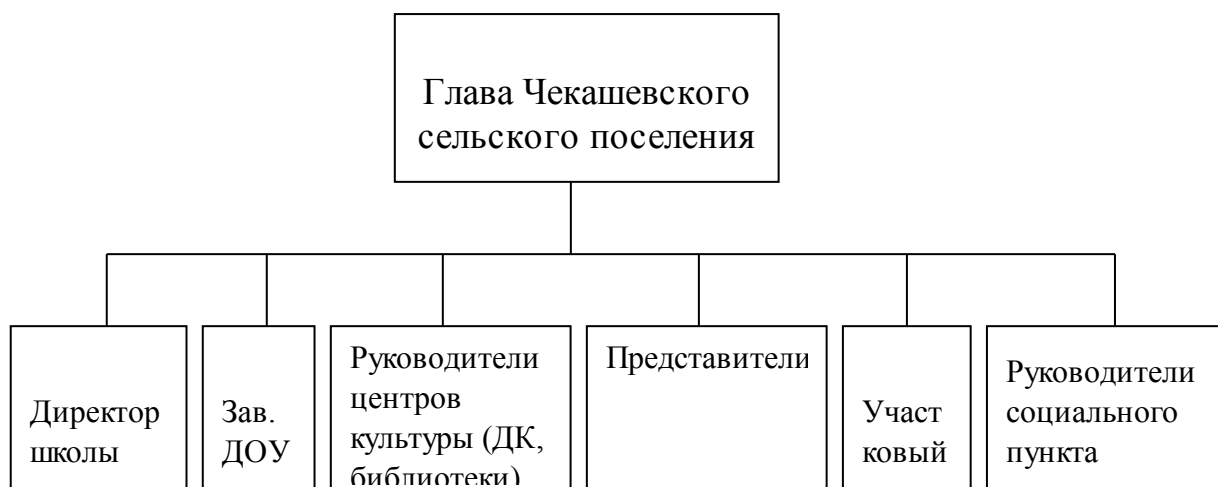 Глава Чекашевского
сельского поселения
Директор
школы
Зав.
ДОУ
Руководители
центров
культуры (ДК,
библиотеки)
Представители
Участ
ковый
Руководители
социального
пункта